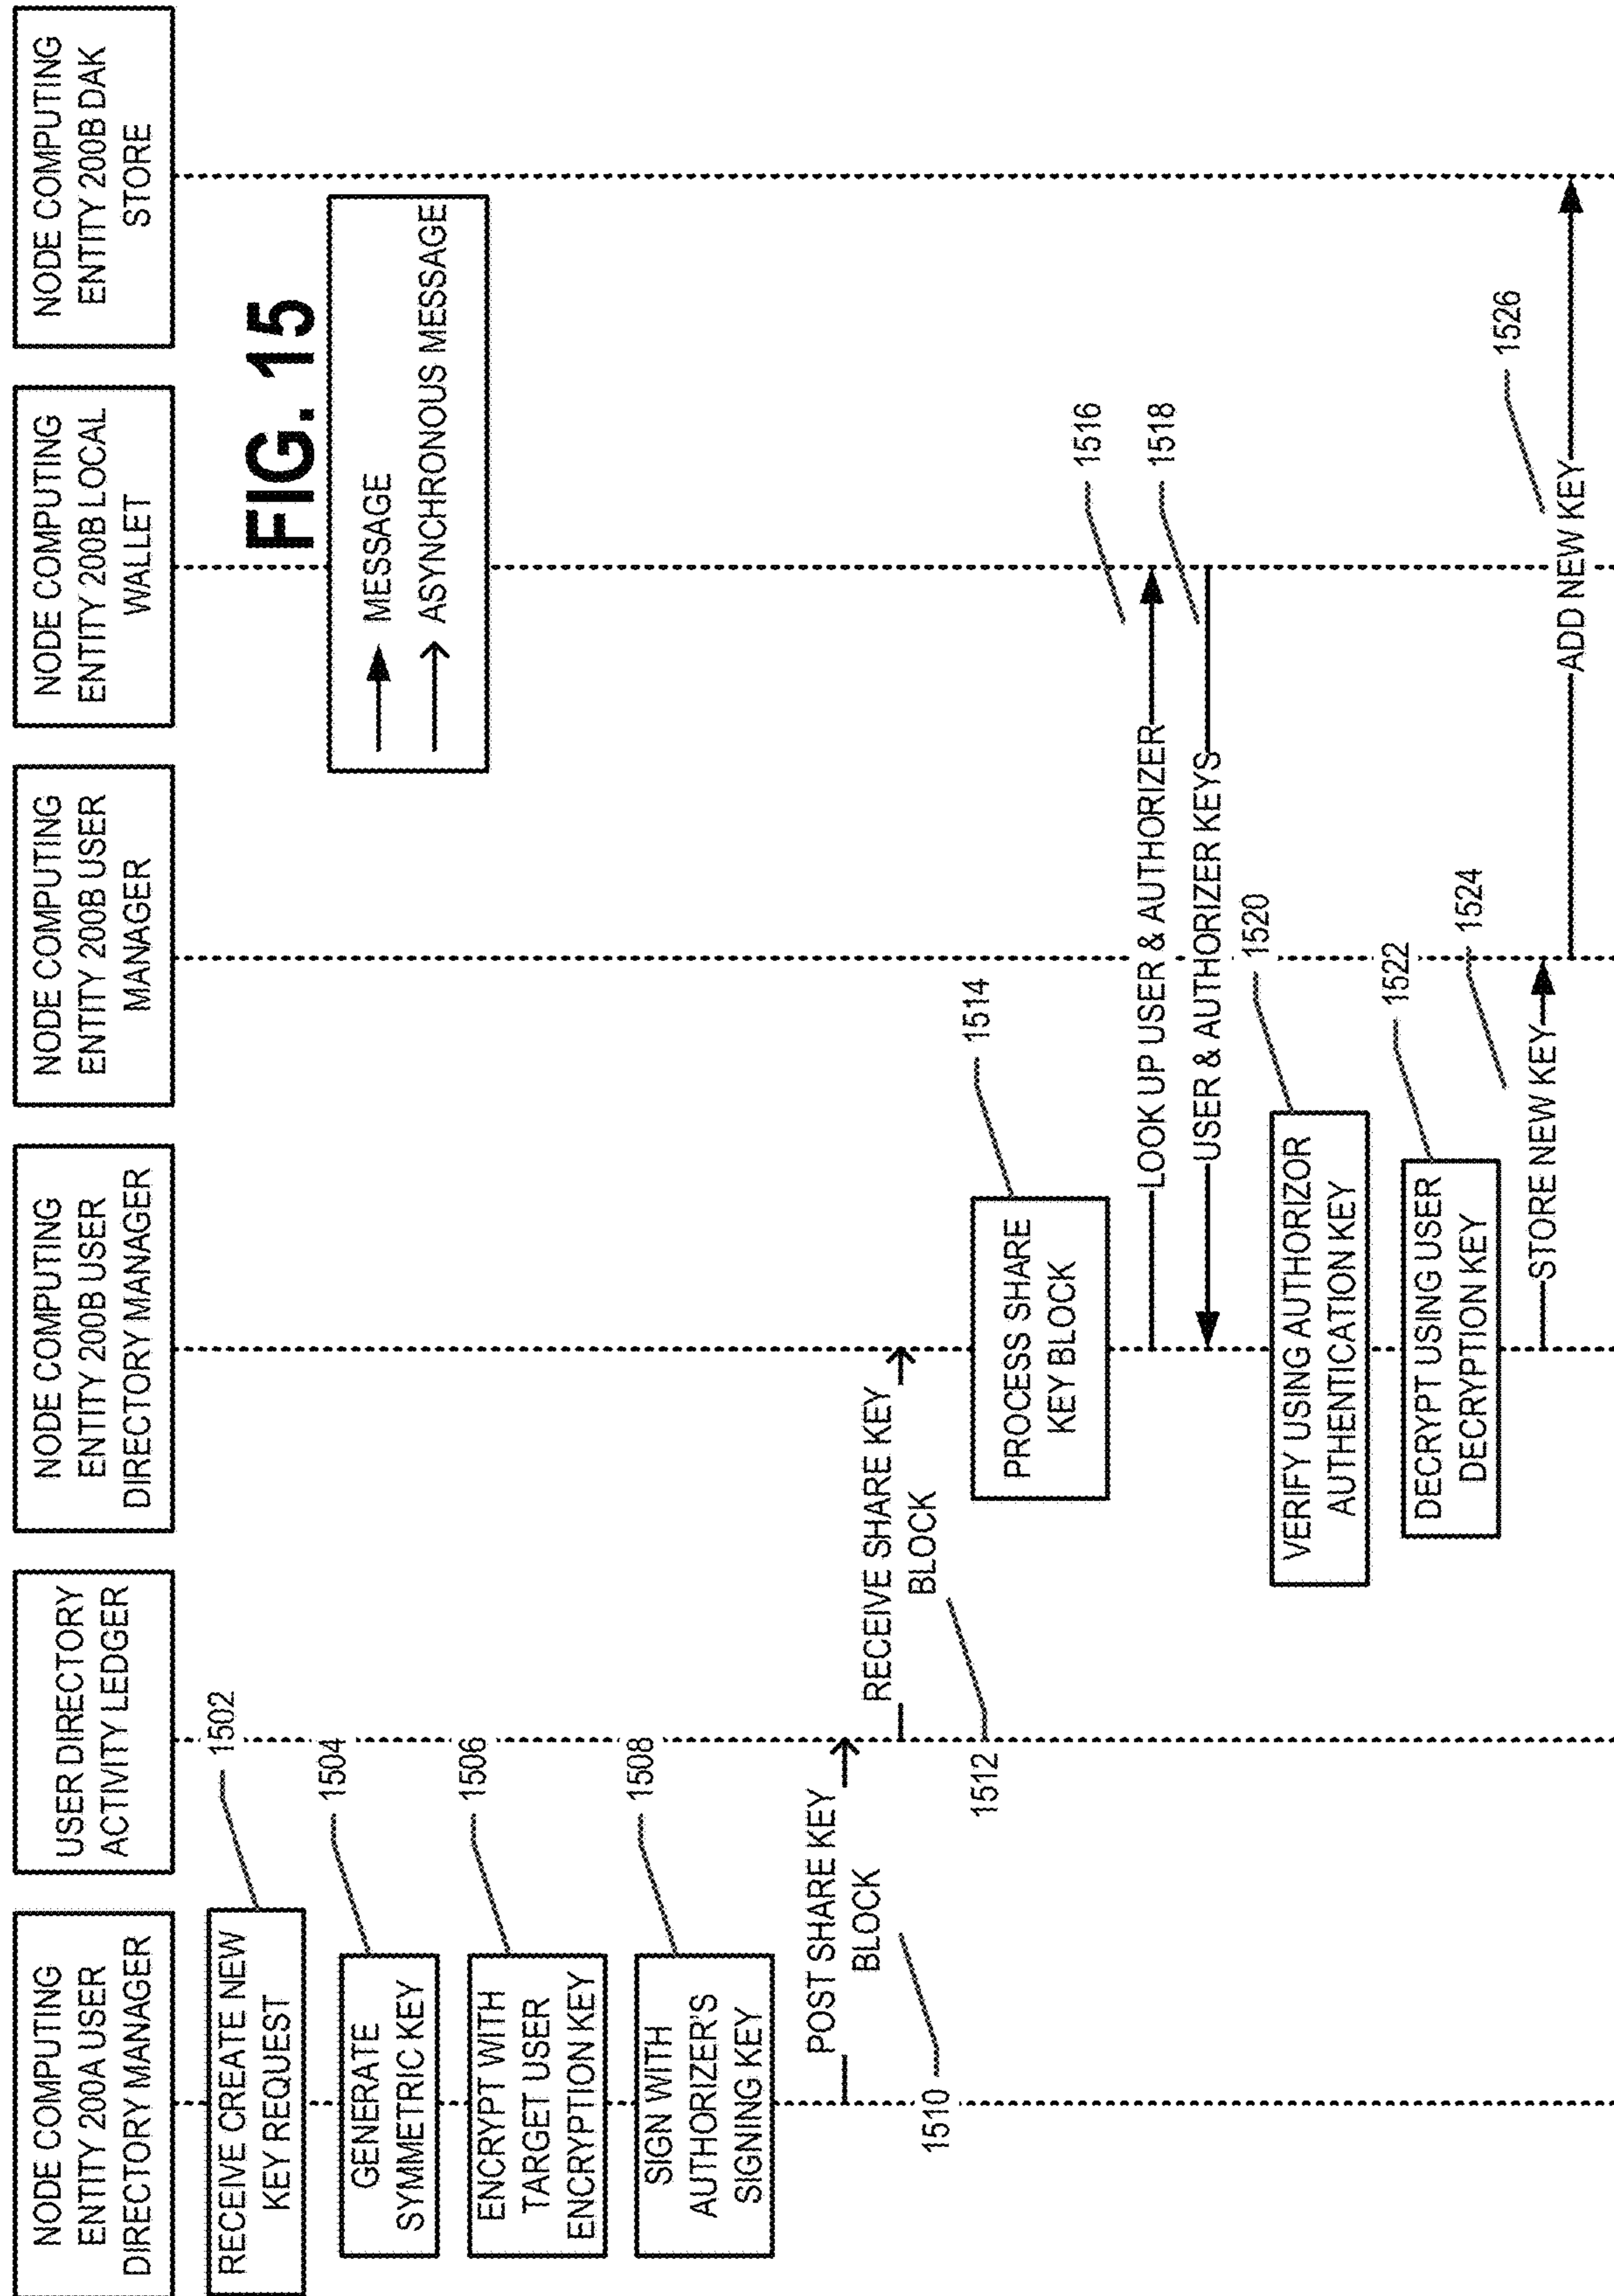 NODE COMPUTING
ENTITY 200A USER
DIRECTORY MANAGER
USER DIRECTORY
ACTIVITY LEDGER
NODE COMPUTING
ENTITY 200B USER
DIRECTORY MANAGER
NODE COMPUTING
ENTITY 200B USER
MANAGER
NODE COMPUTING
ENTITY 200B LOCAL
WALLET
NODE COMPUTING
ENTITY 200B DAK
STORE
FIG. 15
MESSAGE
ASYNCHRONOUS MESSAGE
RECEIVE CREATE NEW
KEY REQUEST
1502
GENERATE
SYMMETRIC KEY
1504
ENCRYPT WITH
TARGET USER
ENCRYPTION KEY
1506
SIGN WITH
AUTHORIZER'S
SIGNING KEY
1508
POST SHARE KEY
BLOCK
1510
RECEIVE SHARE KEY
BLOCK
1512
PROCESS SHARE
KEY BLOCK
1514
LOOK UP USER & AUTHORIZER
1516
USER & AUTHORIZER KEYS
1518
VERIFY USING AUTHORIZOR
AUTHENTICATION KEY
1520
DECRYPT USING USER
DECRYPTION KEY
1522
STORE NEW KEY
1524
ADD NEW KEY
1526